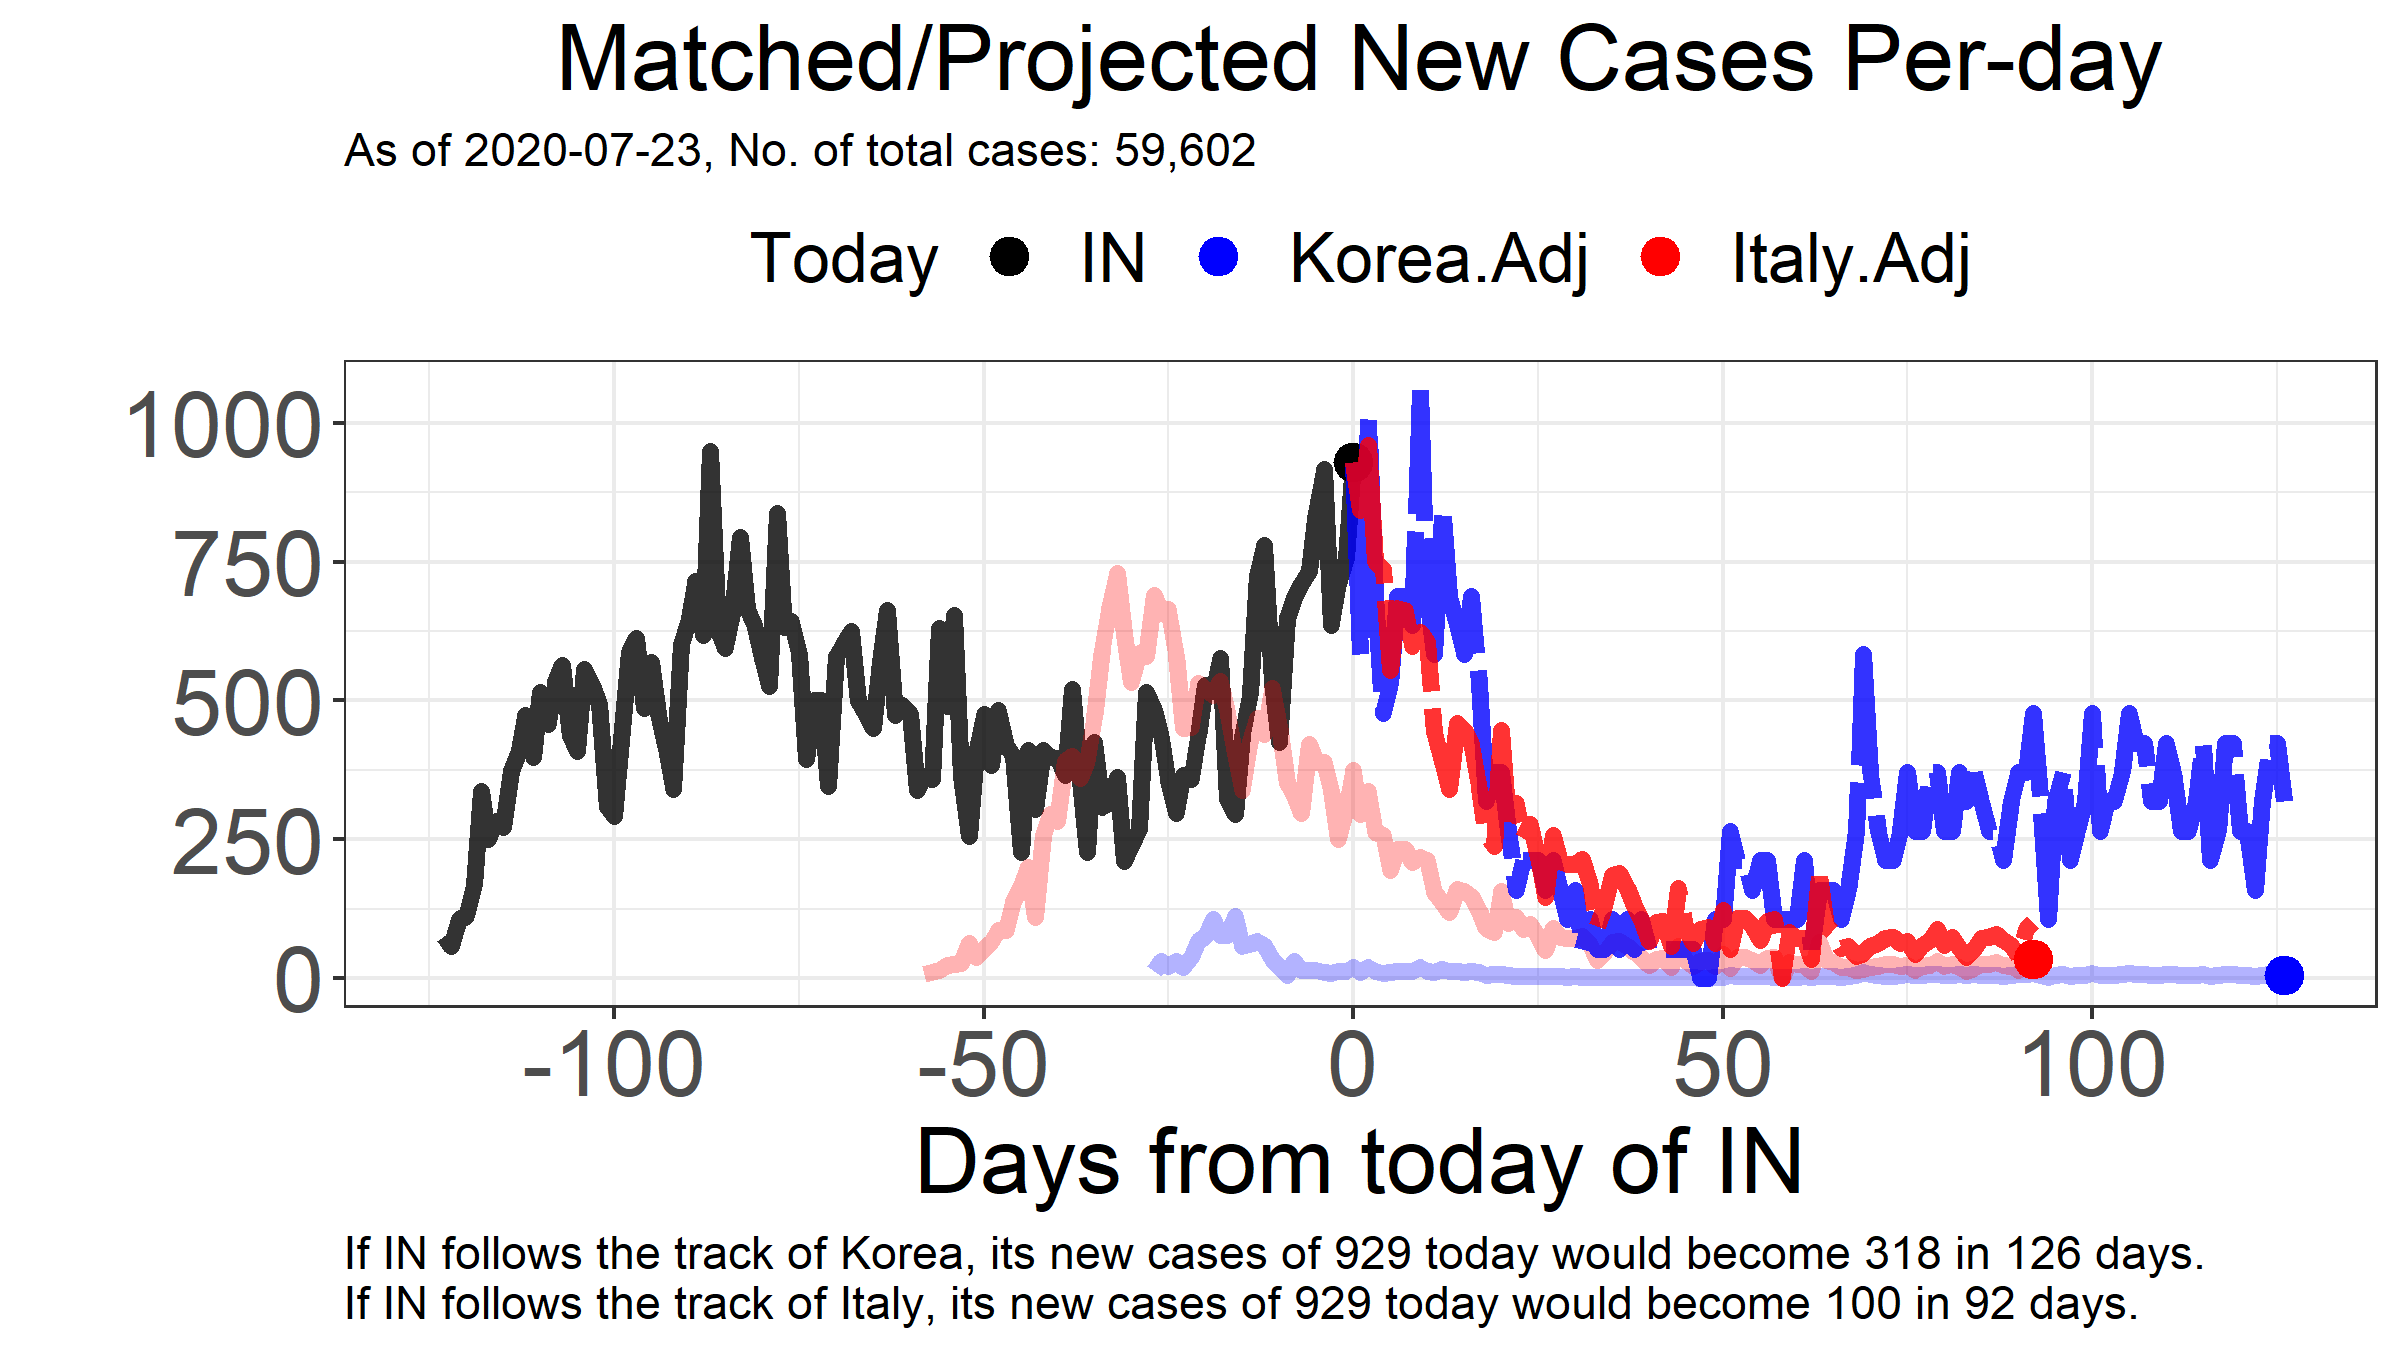 Matched/Projected New Cases Per-day
As of 2020-07-23, No. of total cases: 59,602
Today IN Korea.Adj Italy.Adj
1000
750
500
250
0
-100 -50 0 50 100
Days from today of IN
If IN follows the track of Korea, its new cases of 929 today would become 318 in 126 days.
If IN follows the track of Italy, its new cases of 929 today would become 100 in 92 days.